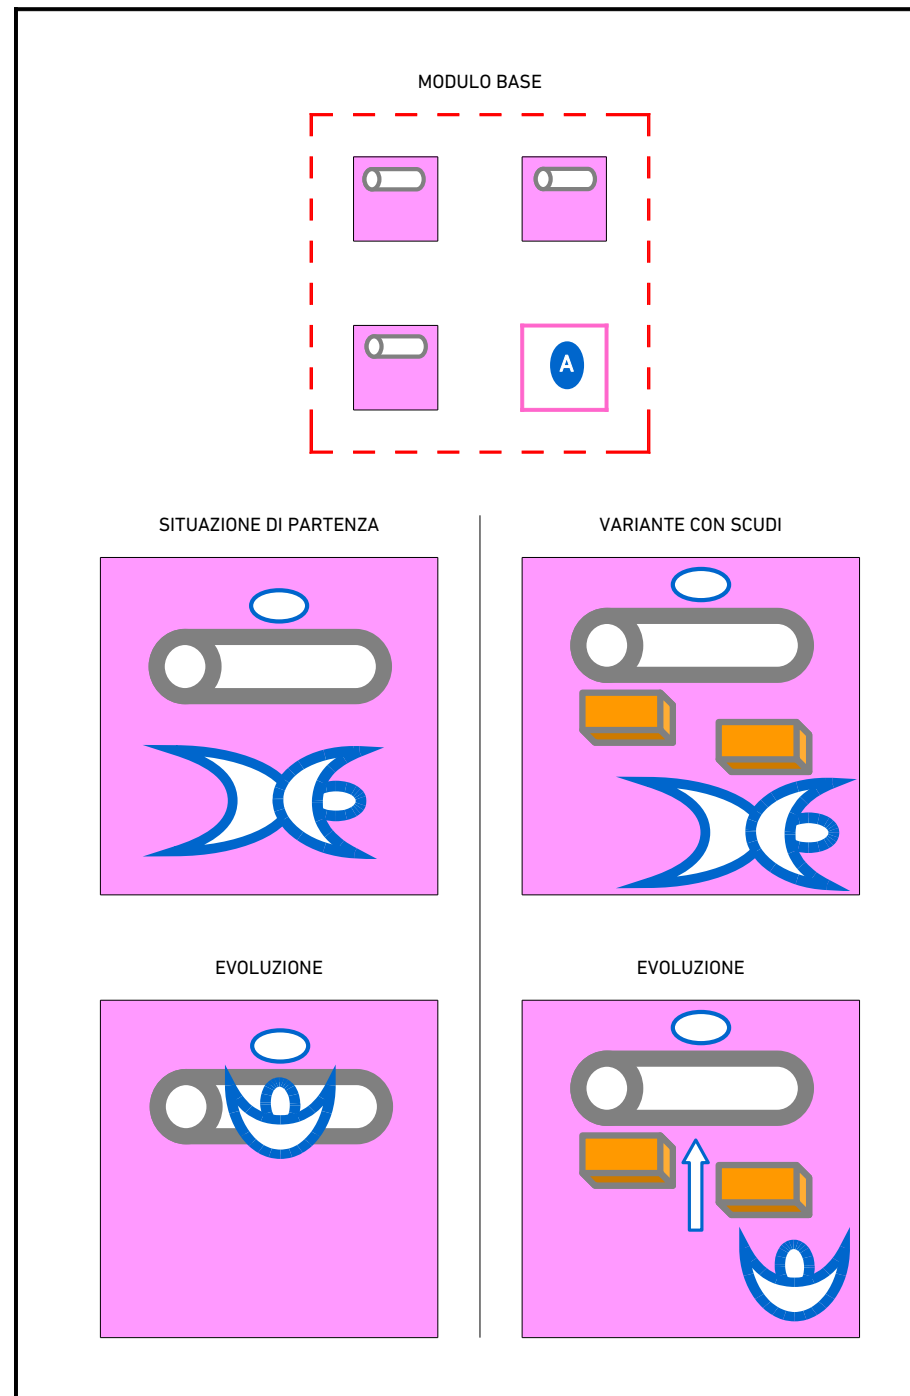 MODULO BASE
A
SITUAZIONE DI PARTENZA
VARIANTE CON SCUDI
EVOLUZIONE
EVOLUZIONE